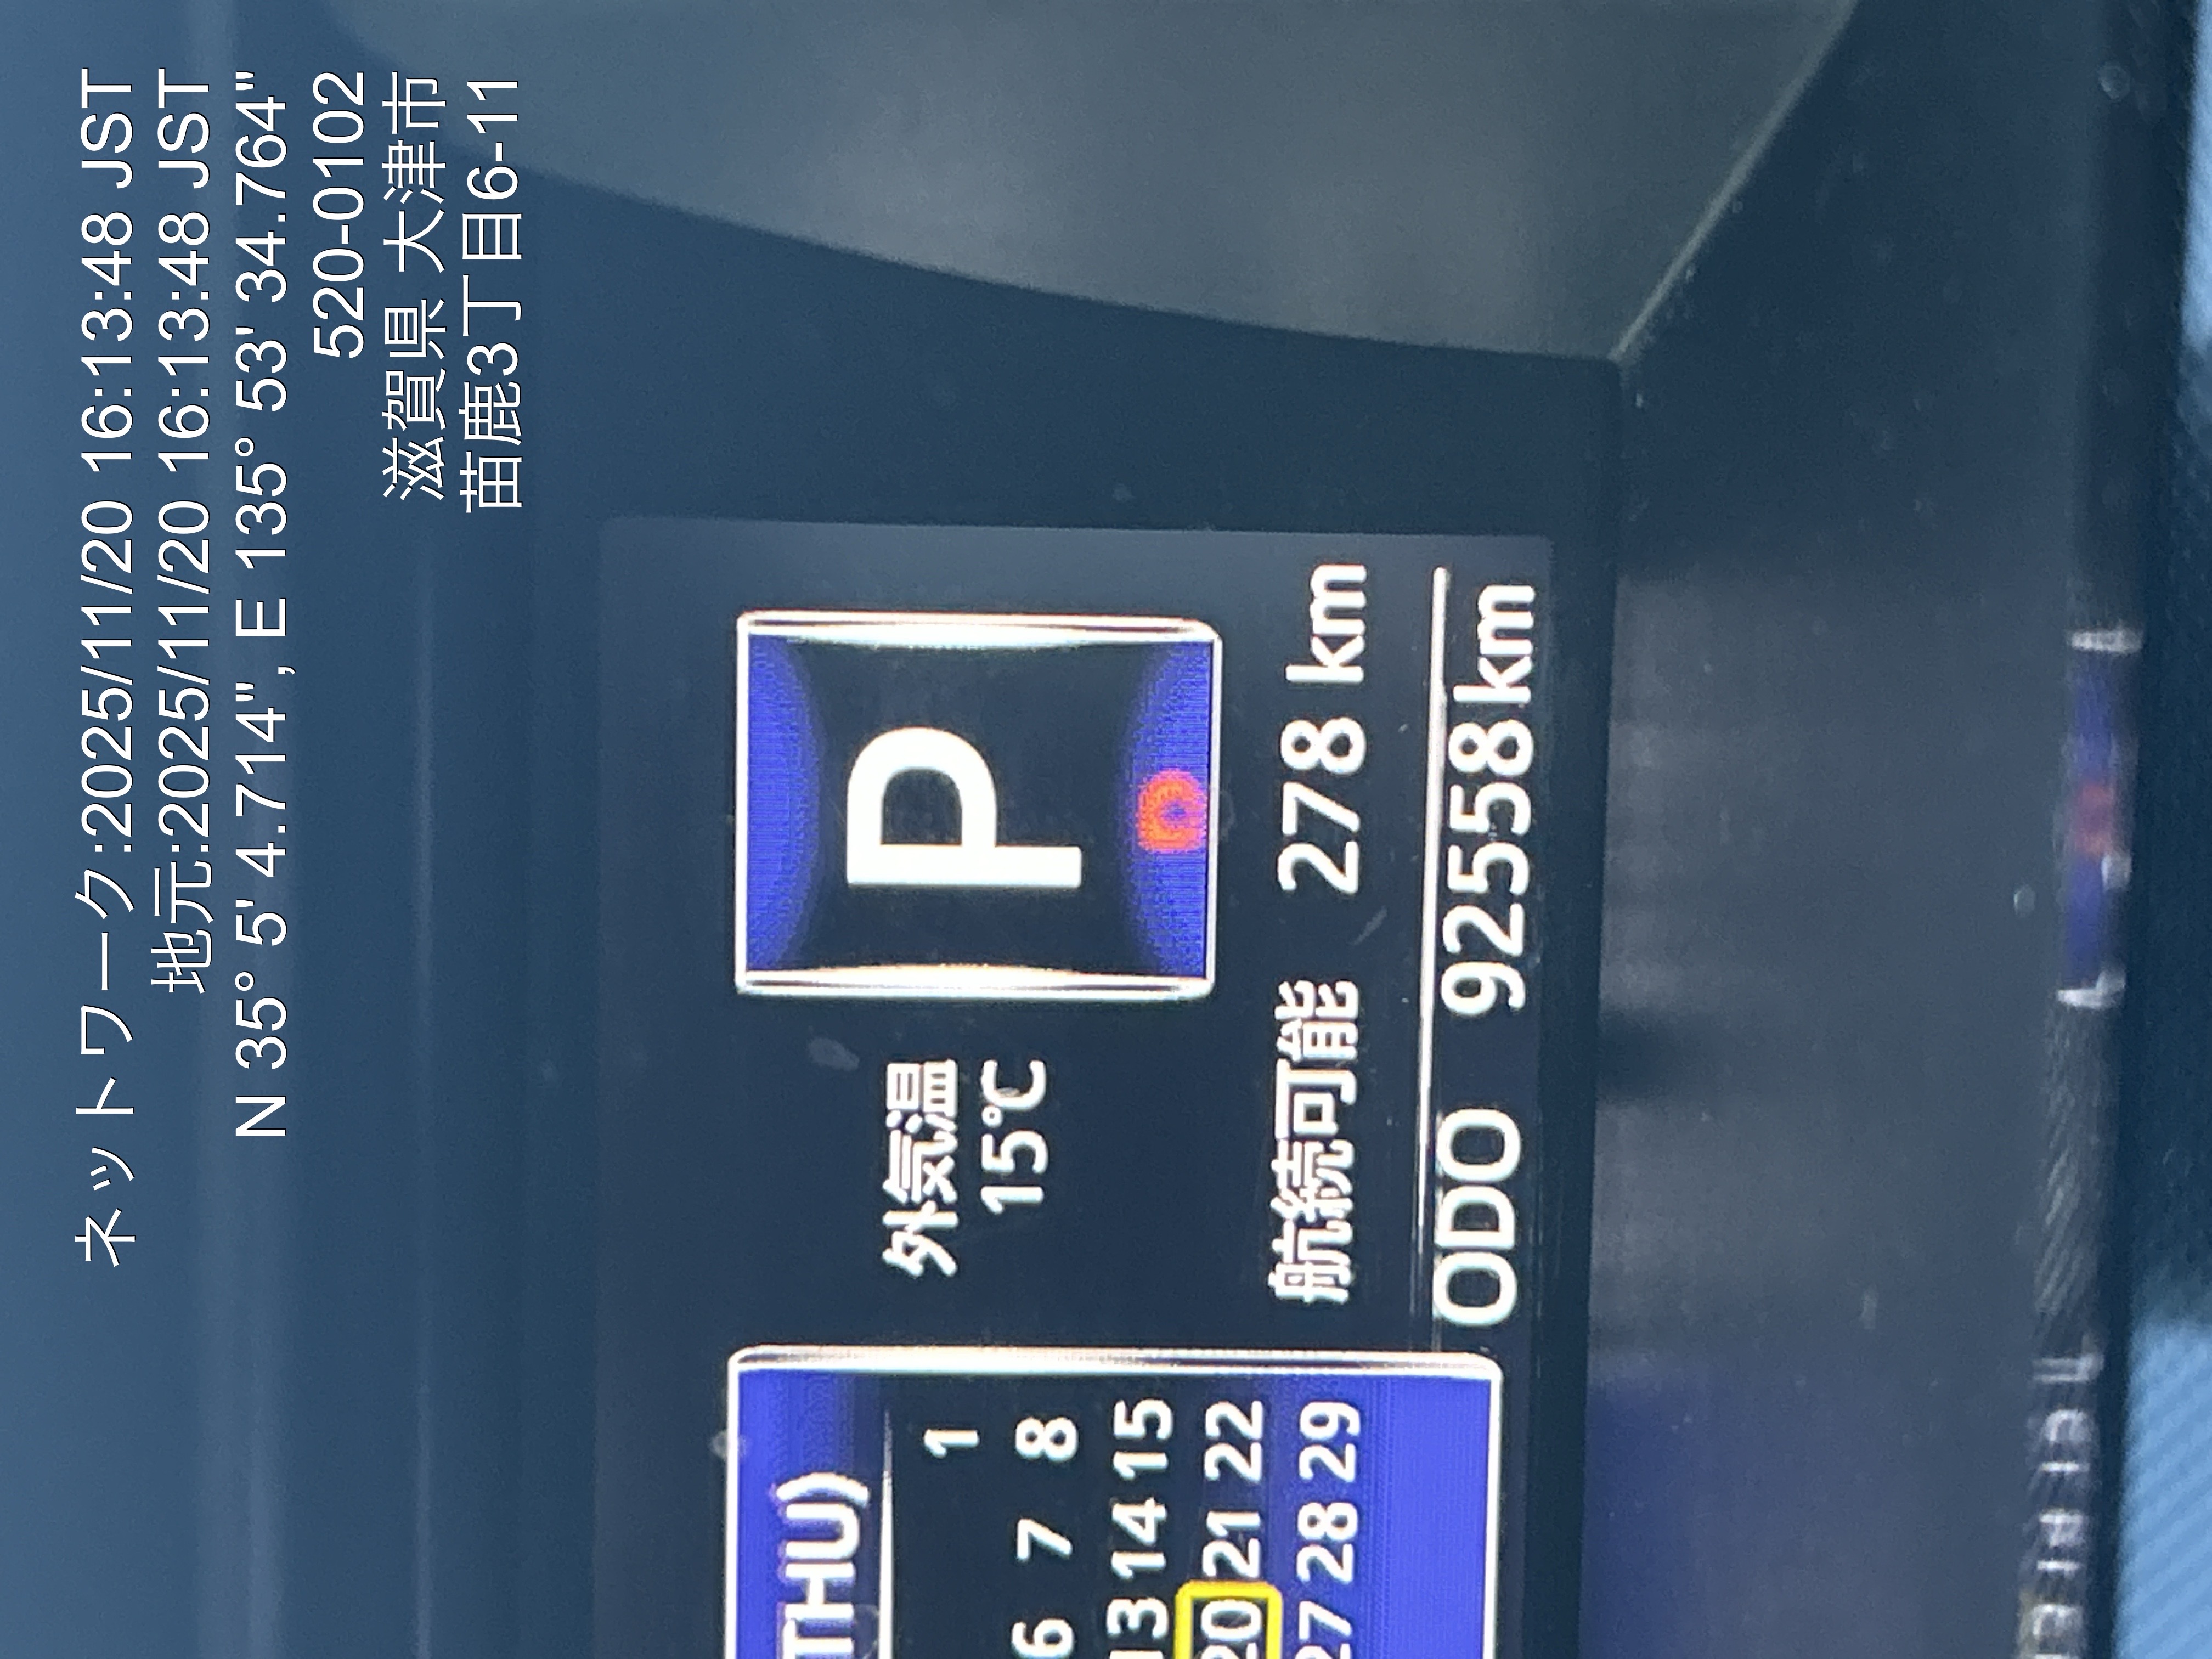 ネットワーク:2025/11/20 16:13:48 JST
地元:2025/11/20 16:13:48 JST
N 35° 5' 4.714", E 135° 53' 34.764"
520-0102
滋賀県 大津市
苗鹿3丁目6-11
THU)
1
6 7 8
13 14 15
20 21 22
27 28 29
P
外気温
15℃
航続可能 278 km
ODO 92558 km